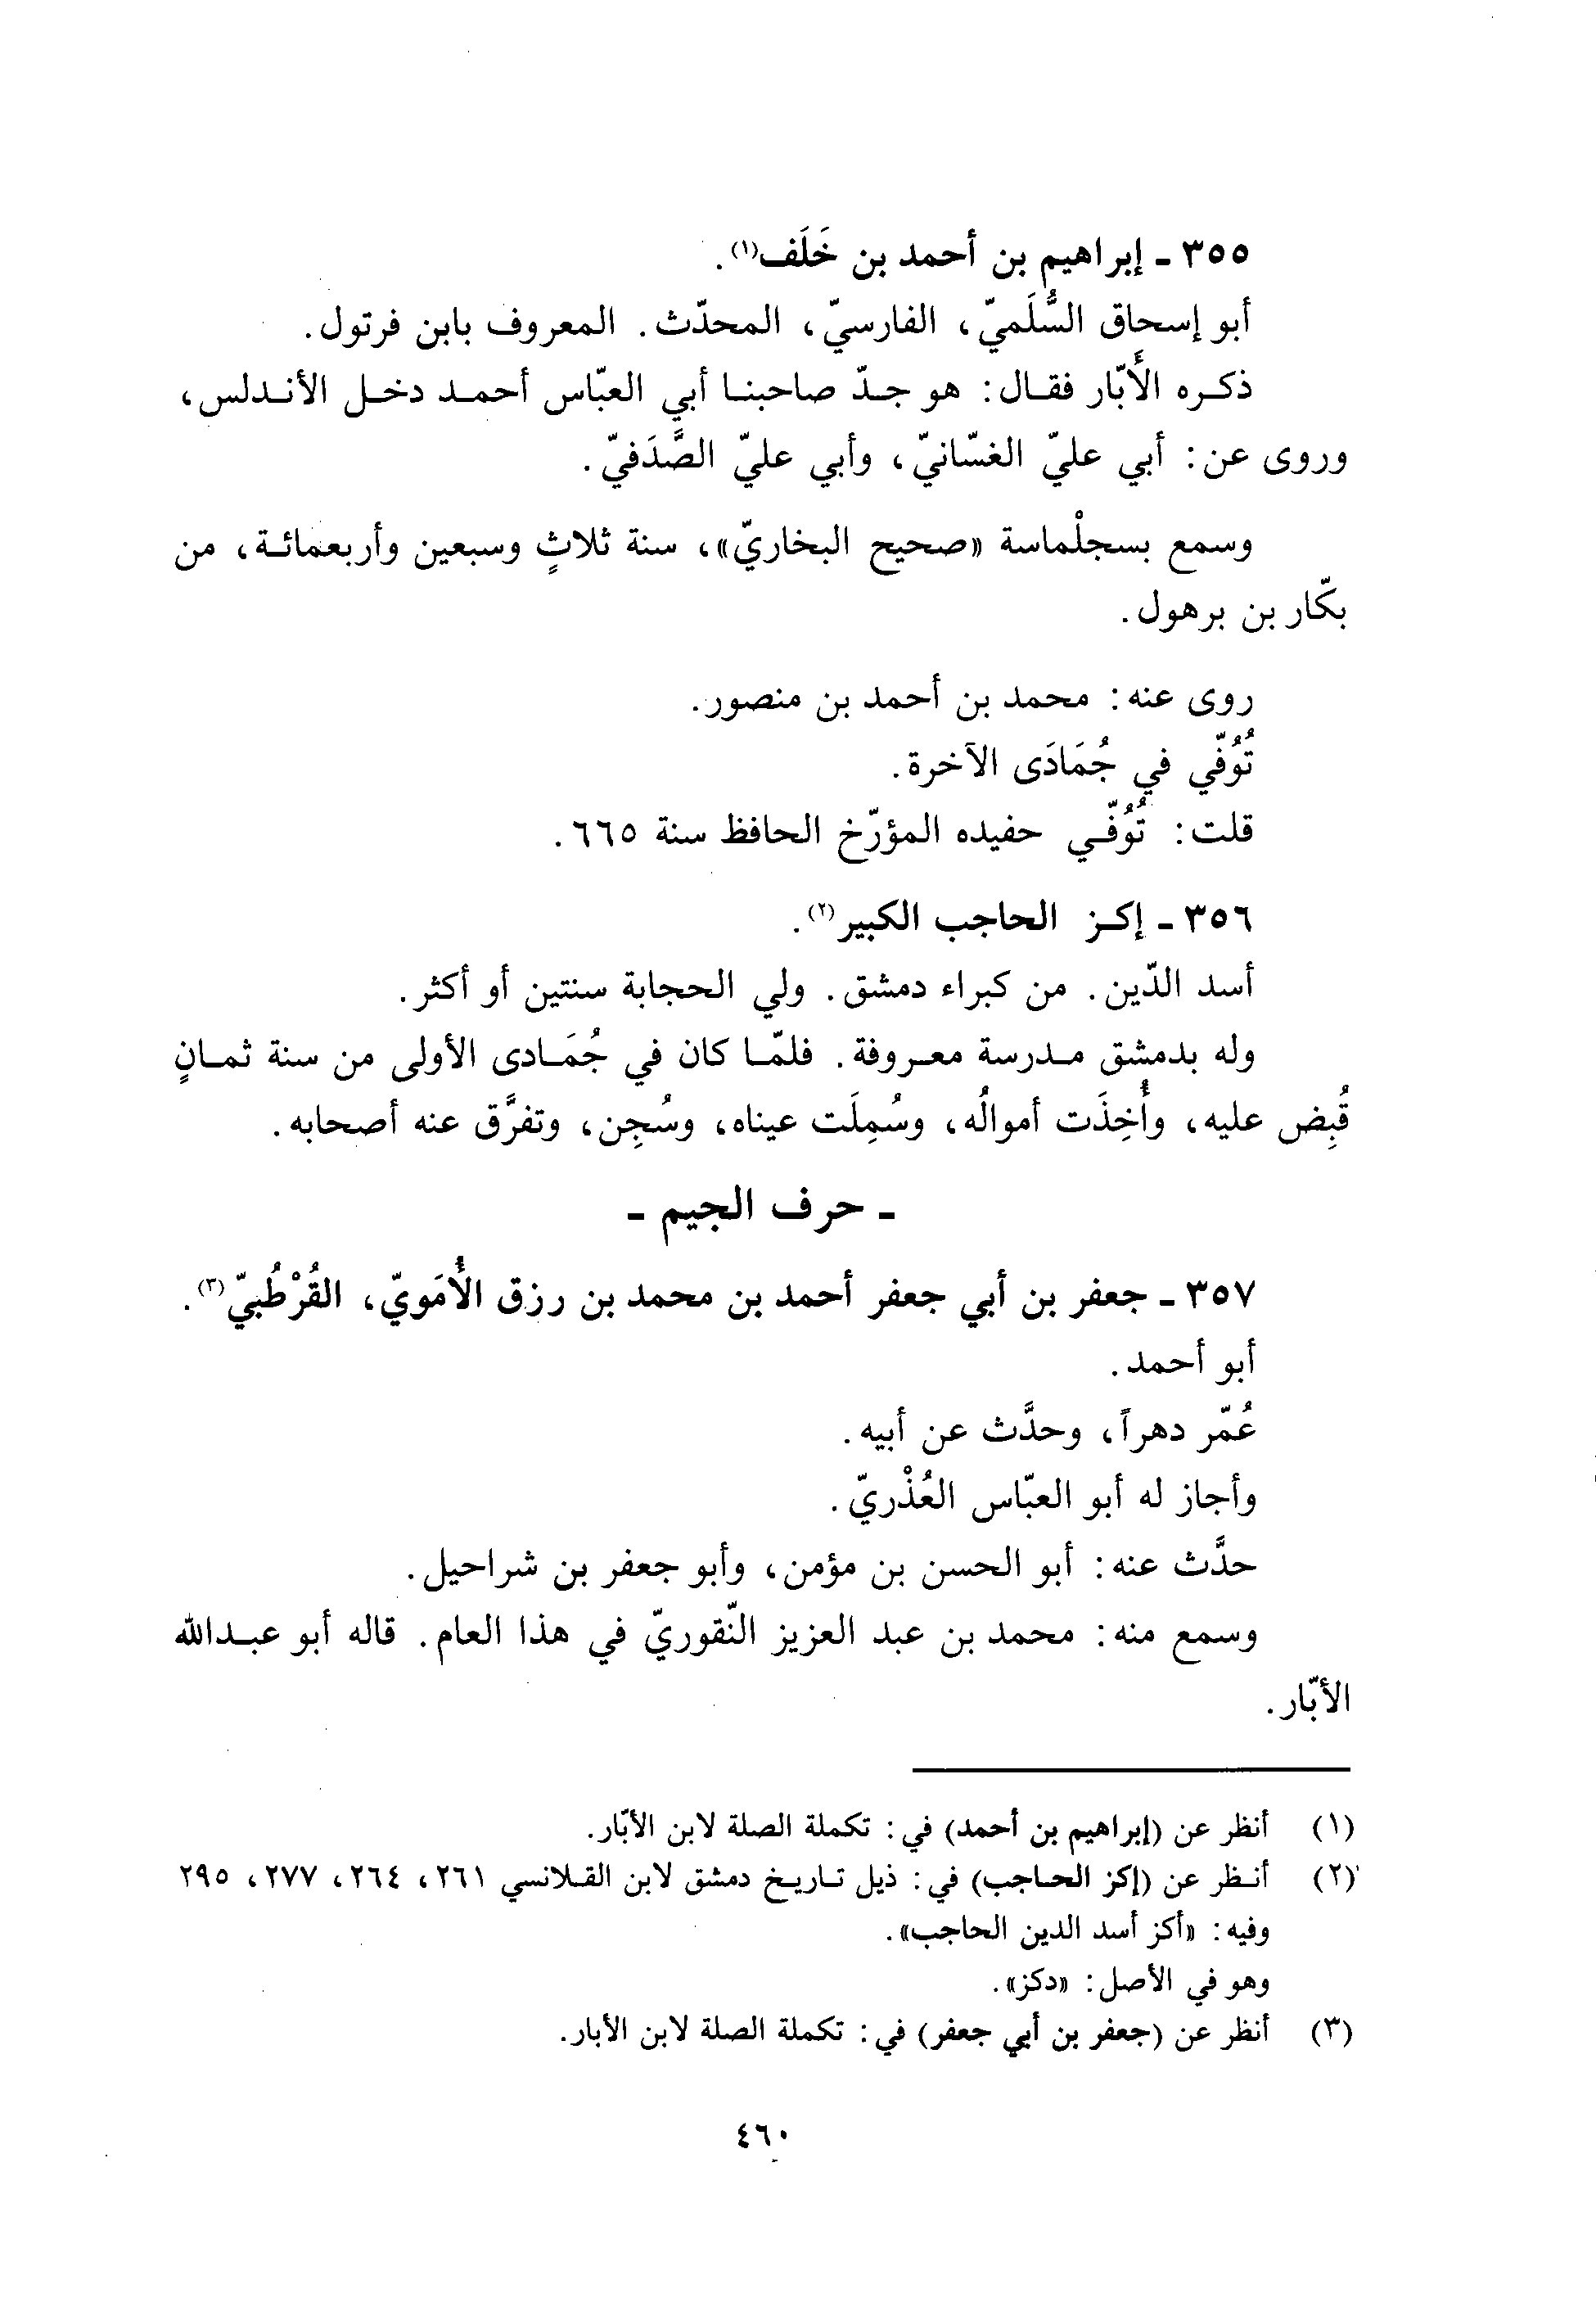 ٣٥٥ ـ إبراهيم بن أحمد بن خَلَف(١).
أبو إسحاق السُّلَميّ، الفارسيّ، المحدّث. المعروف بابن فرتول.
ذكره الأَبّار فقال: هو جدّ صاحبنا أبي العبّاس أحمد دخل الأندلس،
وروى عن: أبي عليّ الغسّانيّ، وأبي عليّ الصَّدَفيّ.
وسمع بسجلْماسة «صحيح البخاريّ»، سنة ثلاثٍ وسبعين وأربعمائة، من
بكّار بن برهول.
روى عنه: محمد بن أحمد بن منصور.
تُوُفّي في جُمَادَى الآخرة.
قلت: تُوُفّي حفيده المؤرّخ الحافظ سنة ٦٦٥.
٣٥٦ ـ إكز الحاجب الكبير(٢).
أسد الدّين. من كبراء دمشق. ولي الحجابة سنتين أو أكثر.
وله بدمشق مدرسة معروفة. فلمّا كان في جُمَادى الأولى من سنة ثمانٍ
قُبِض عليه، وأُخِذَت أموالُه، وسُمِلَت عيناه، وسُجِن، وتفرَّق عنه أصحابه.
ـ حرف الجيم ـ
٣٥٧ ـ جعفر بن أبي جعفر أحمد بن محمد بن رزق الأُمَويّ، القُرْطُبيّ(٣).
أبو أحمد.
عُمّر دهراً، وحدَّث عن أبيه.
وأجاز له أبو العبّاس العُذْريّ.
حدَّث عنه: أبو الحسن بن مؤمن، وأبو جعفر بن شراحيل.
وسمع منه: محمد بن عبد العزيز النّقوريّ في هذا العام. قاله أبو عبدالله
الأبّار.
(١) أنظر عن (إبراهيم بن أحمد) في: تكملة الصلة لابن الأبّار.
(٢) أنظر عن (إكز الحاجب) في: ذيل تاريخ دمشق لابن القلانسي ٢٦١، ٢٦٤، ٢٧٧، ٢٩٥
وفيه: «أكز أسد الدين الحاجب».
وهو في الأصل: «دكز».
(٣) أنظر عن (جعفر بن أبي جعفر) في: تكملة الصلة لابن الأبار.
٤٦٠